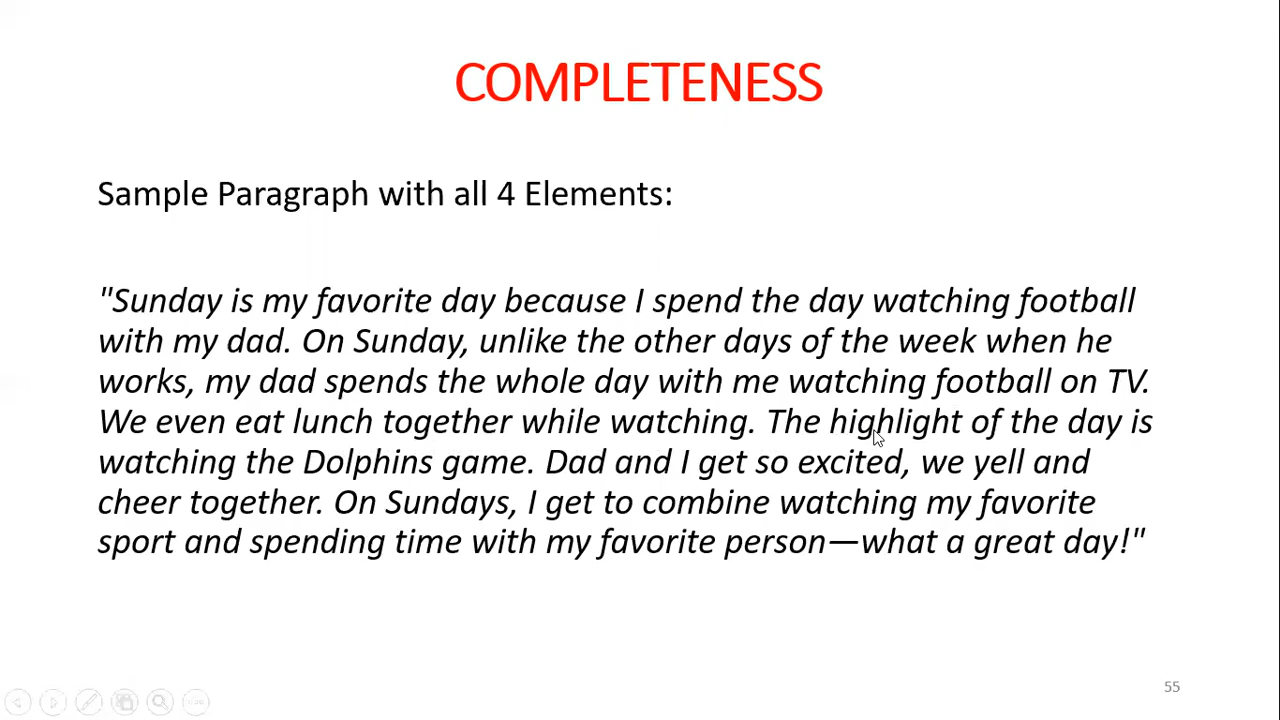 COMPLETENESS
Sample Paragraph with all 4 Elements:
"Sunday is my favorite day because I spend the day watching football
with my dad. On Sunday, unlike the other days of the week when he
works, my dad spends the whole day with me watching football on TV.
We even eat lunch together while watching. The highlight of the day is
watching the Dolphins game. Dad and I get so excited, we yell and
cheer together. On Sundays, I get to combine watching my favorite
sport and spending time with my favorite person—what a great day!"
55